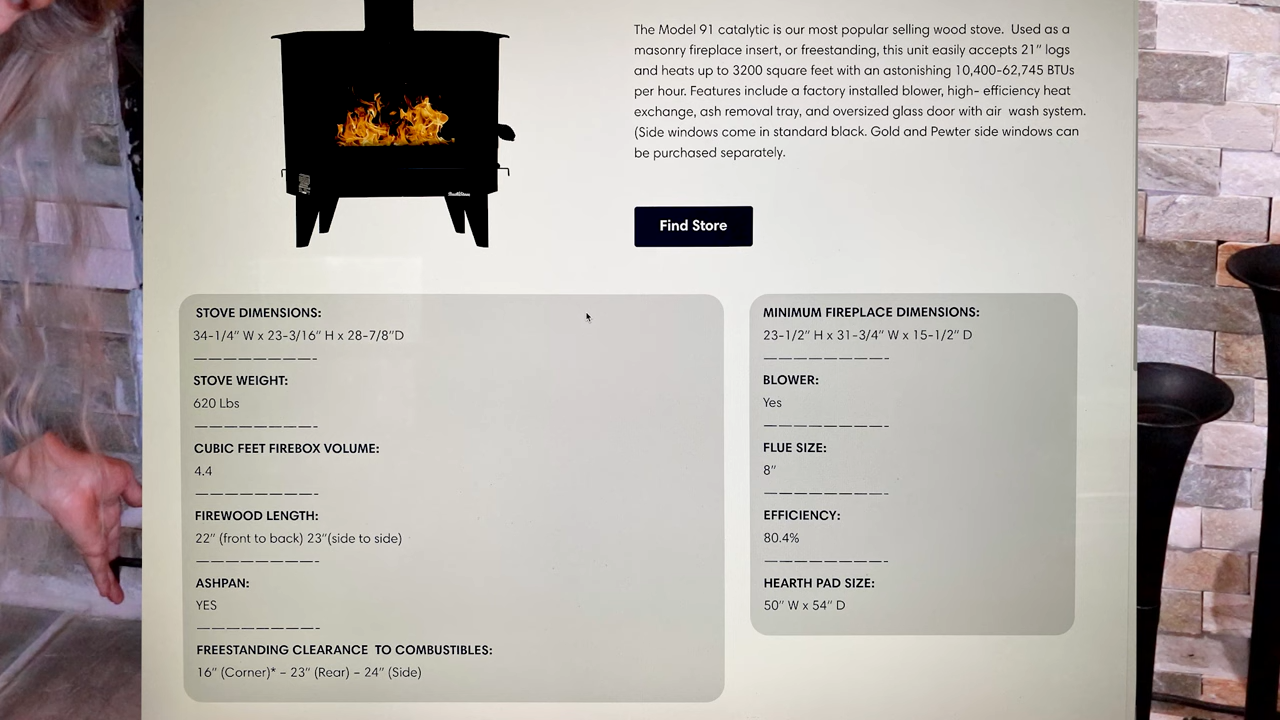 The Model 91 catalytic is our most popular selling wood stove. Used as a
masonry fireplace insert, or freestanding, this unit easily accepts 21" logs
and heats up to 3200 square feet with an astonishing 10,400-62,745 BTUs
per hour. Features include a factory installed blower, high- efficiency heat
exchange, ash removal tray, and oversized glass door with air wash system.
(Side windows come in standard black. Gold and Pewter side windows can
be purchased separately.
Find Store
STOVE DIMENSIONS:
34-1/4" W x 23-3/16" H x 28-7/8"D
—————————-
STOVE WEIGHT:
620 Lbs
—————————-
CUBIC FEET FIREBOX VOLUME:
4.4
—————————-
FIREWOOD LENGTH:
22" (front to back) 23"(side to side)
—————————-
ASHPAN:
YES
—————————-
FREESTANDING CLEARANCE TO COMBUSTIBLES:
16" (Corner)* – 23" (Rear) – 24" (Side)
MINIMUM FIREPLACE DIMENSIONS:
23-1/2" H x 31-3/4" W x 15-1/2" D
—————————-
BLOWER:
Yes
—————————-
FLUE SIZE:
8"
—————————-
EFFICIENCY:
80.4%
—————————-
HEARTH PAD SIZE:
50" W x 54" D